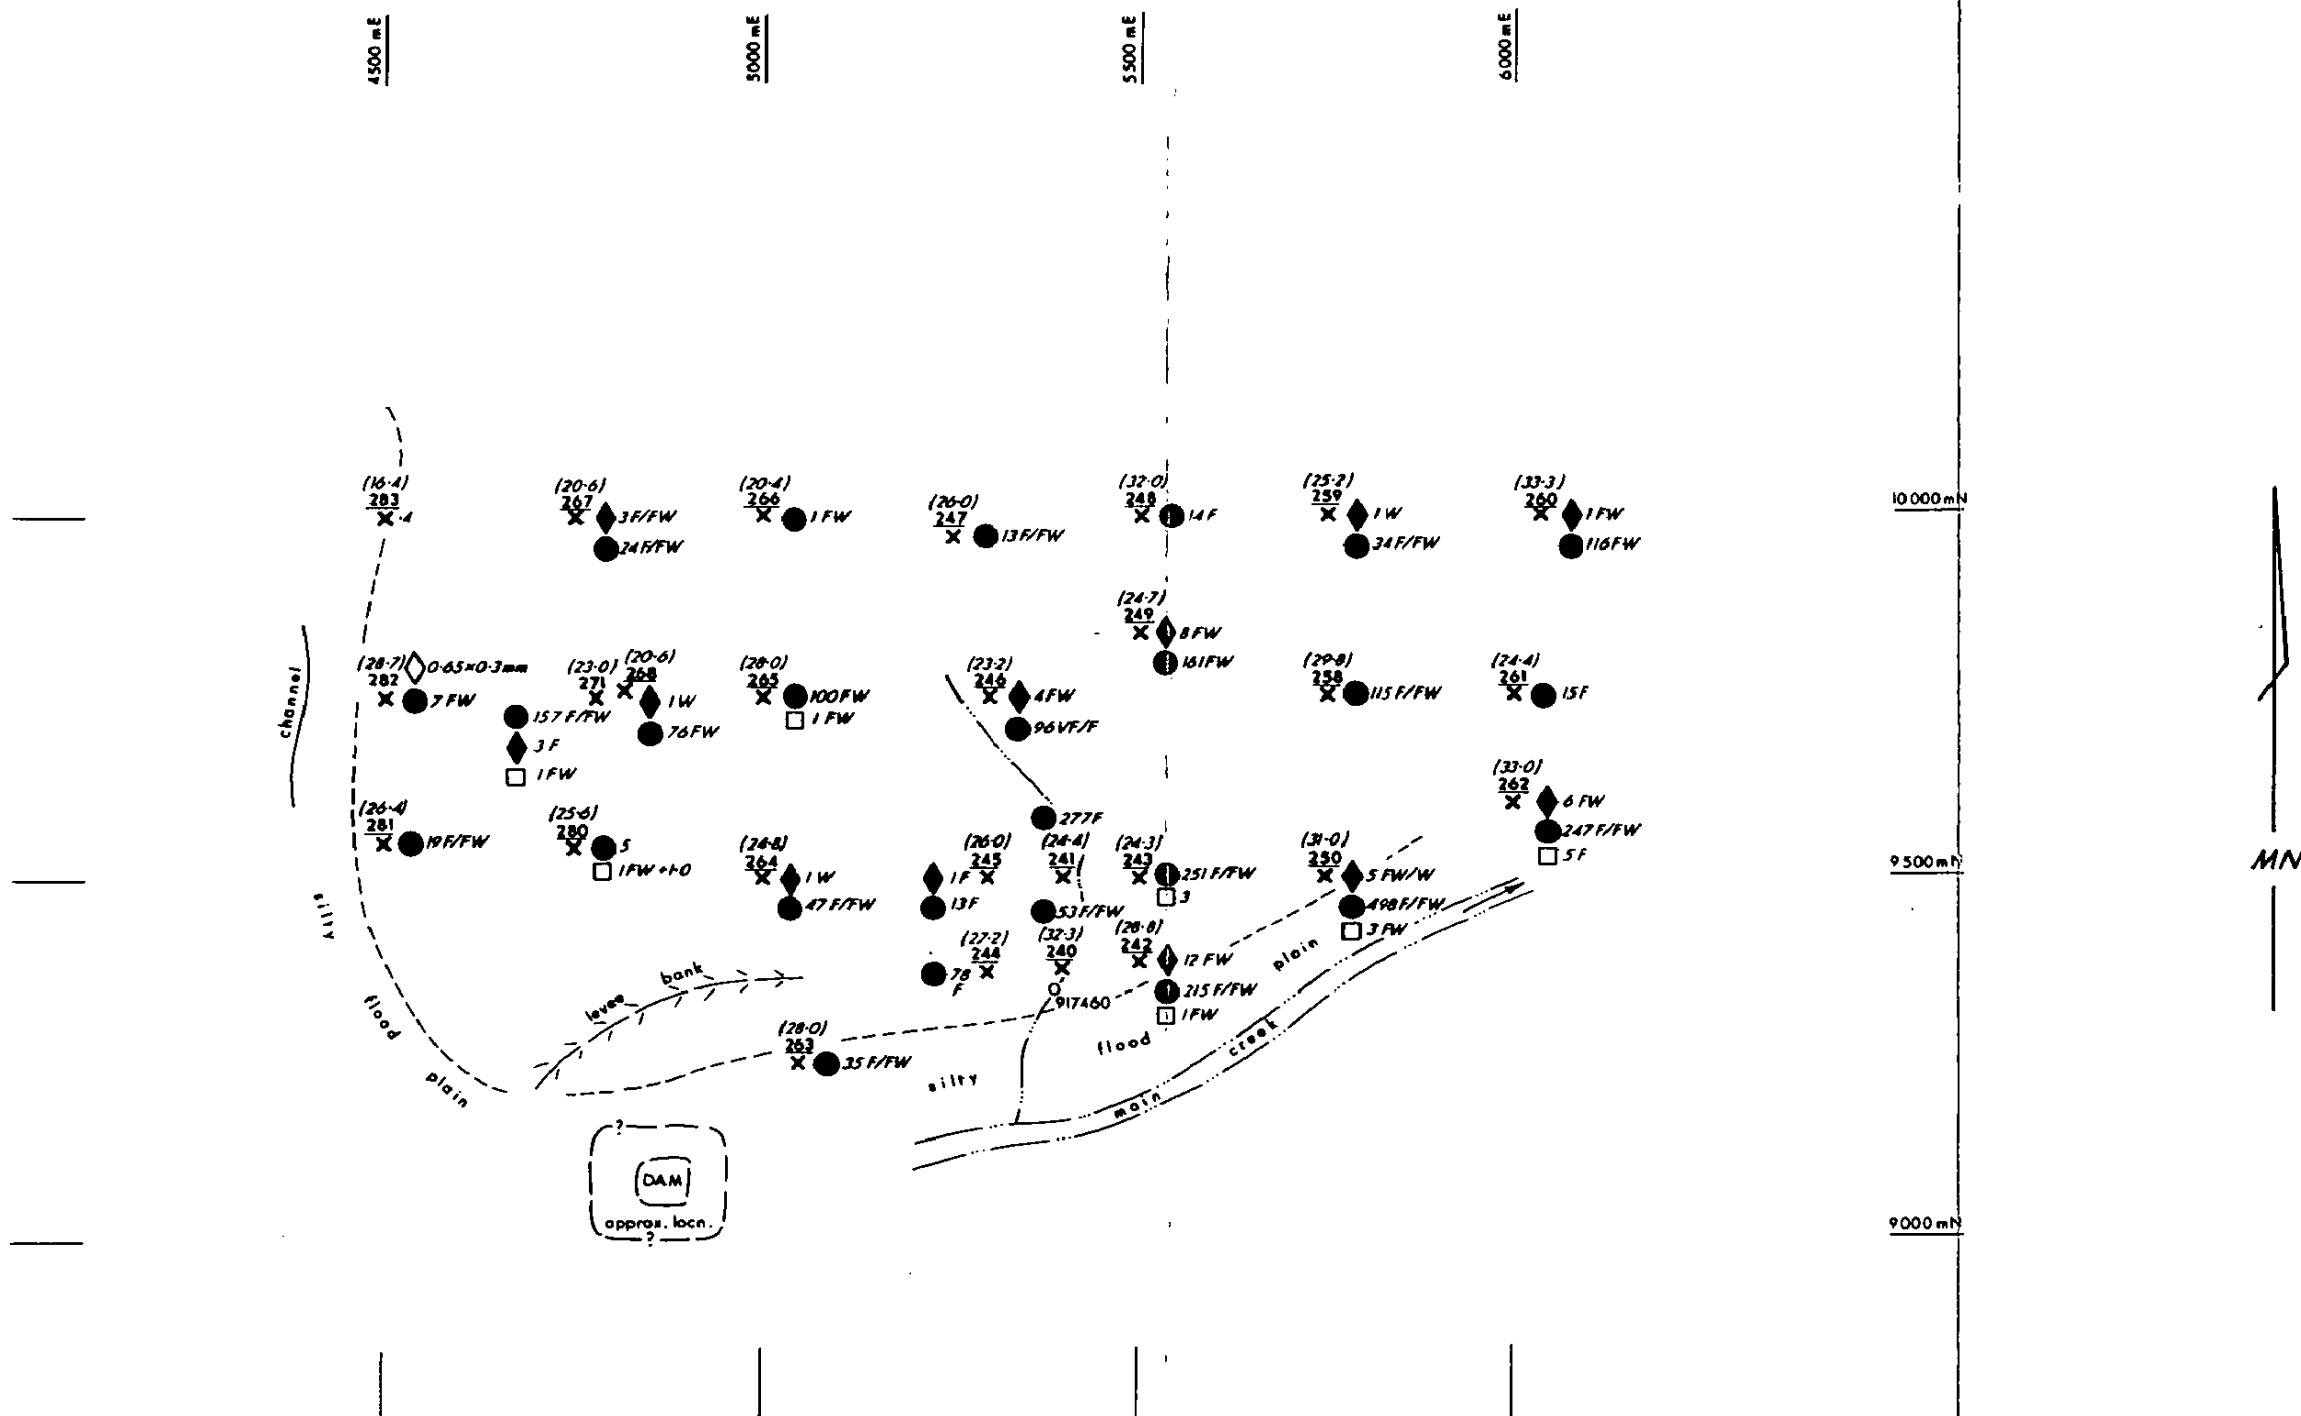 4500 mE
5000 mE
5500 mE
6000 mE
(16·4)
283
·4
(20·6)
267
3 F/FW
24 F/FW
(20·4)
266
1 FW
(26·0)
247
13 F/FW
(32·0)
248
14 F
(25·2)
259
1 W
34 F/FW
(33·3)
260
1 FW
116 FW
10 000 mN
(24·7)
249
8 FW
161 FW
channel
(28·7)
282
0·65×0·3mm
7 FW
157 F/FW
3 F
1 FW
(23·0)
271
(20·6)
268
1 W
76 FW
(28·0)
265
100 FW
1 FW
(23·2)
246
4 FW
96 VF/F
(29·8)
258
115 F/FW
(24·4)
261
15 F
(33·0)
262
6 FW
247 F/FW
5 F
(26·4)
281
19 F/FW
(25·6)
280
5
1 FW +1·0
(24·8)
264
1 W
47 F/FW
277 F
(26·0)
245
1 F
13 F
(24·4)
241
53 F/FW
(24·3)
243
251 F/FW
3
(31·0)
250
5 FW/W
498 F/FW
3 FW
9 500 mN
MN
(27·2)
244
78
F
(32·3)
240
917460
(28·8)
242
12 FW
215 F/FW
1 FW
silty
flood
plain
levee bank
(28·0)
263
35 F/FW
silty
flood
plain
main
creek
?
DAM
approx. locn.
?
9 000 mN